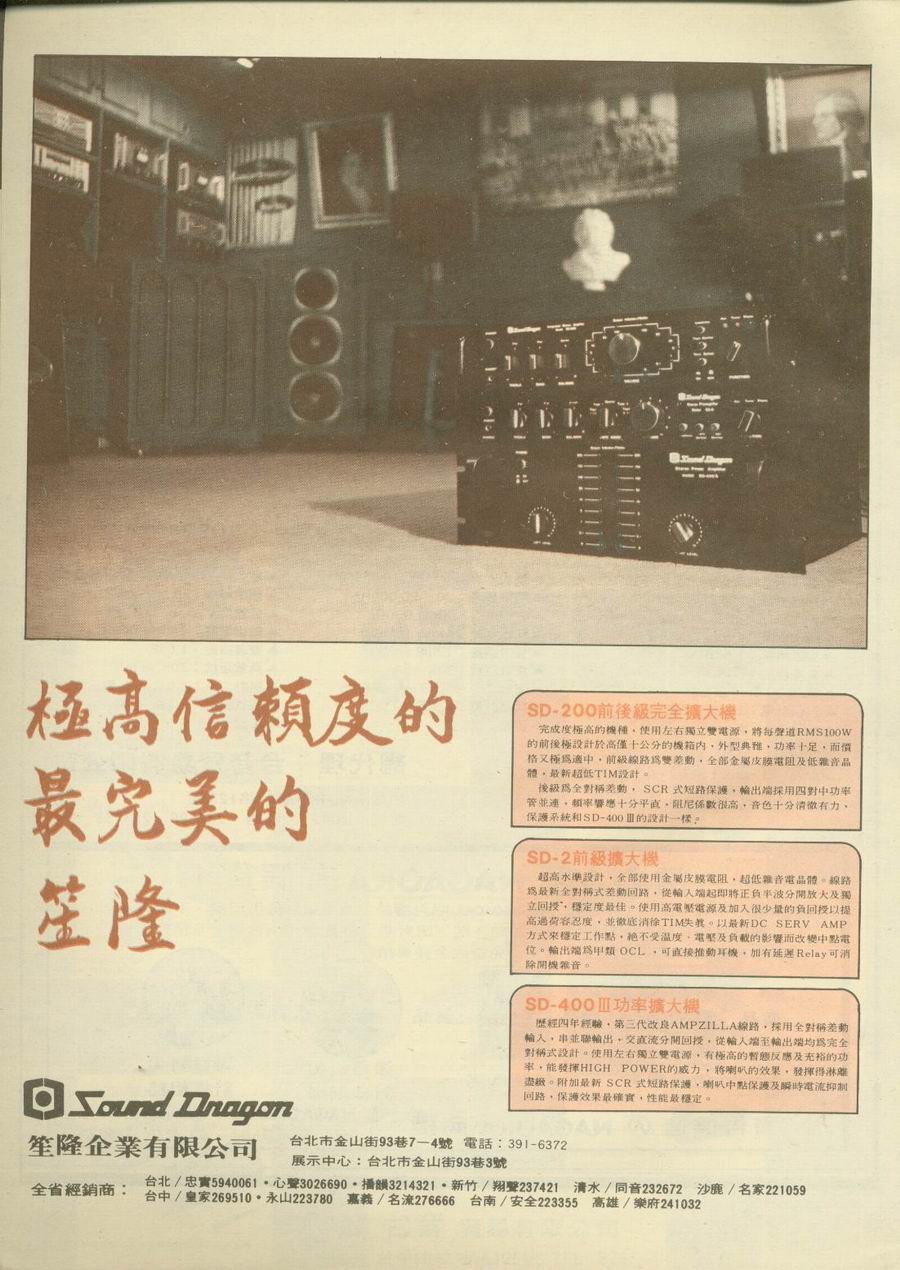 Sound Dragon
Sound Dragon
Stereo Preamplifier
Sound Dragon
Stereo Power Amplifier
極高信賴度的
最完美的
笙隆
SD-200前後級完全擴大機
完成度極高的機種，使用左右獨立雙電源，將每聲道RMS100W
的前後極設計於高僅十公分的機箱內，外型典雅，功率十足，而價
格又極爲適中，前級線路爲雙差動，全部金屬皮膜電阻及低雜音晶
體，最新超低TIM設計。
後級爲全對稱差動， SCR 式短路保護，輸出端採用四對中功率
管並連，頻率響應十分平直，阻尼係數很高，音色十分清徹有力、
保護系統和SD-400Ⅲ的設計一樣。
SD-2前級擴大機
超高水準設計，全部使用金屬皮膜電阻，超低雜音電晶體。線路
爲最新全對稱式差動回路，從輸入端起即將正負半波分開放大及獨
立回授，穩定度最佳。使用高電壓電源及加入很少量的負回授以提
高過荷容忍度，並徹底消徐TIM失眞。以最新DC SERV AMP
方式來穩定工作點，絶不受溫度、電壓及負載的影響而改變中點電
位。輸出端爲甲類 OCL ，可直接推動耳機，加有延遲Relay可消
除開機雜音。
SD-400Ⅲ功率擴大機
歷經四年經驗，第三代改良AMPZILLA線路，採用全對稱差動
輸入，串並聯輸出，交直流分開回授，從輸入端至輸出端均爲完全
對稱式設計。使用左右獨立雙電源，有極高的暫態反應及充裕的功
率，能發揮HIGH POWER的威力，將喇叭的效果，發揮得淋離
盡緻。附加最新 SCR 式短路保護，喇叭中點保護及瞬時電流抑制
回路，保護效果最確實，性能最穩定。
Sound Dragon
笙隆企業有限公司
台北市金山街93巷7—4號 電話：391-6372
展示中心：台北市金山街93巷3號
全省經銷商：
台北／忠實5940061・心聲3026690・播韻3214321・新竹／翔聲237421 清水／同音232672 沙鹿／名家221059
台中／皇家269510・永山223780 嘉義／名流276666 台南／安全223355 高雄／樂府241032